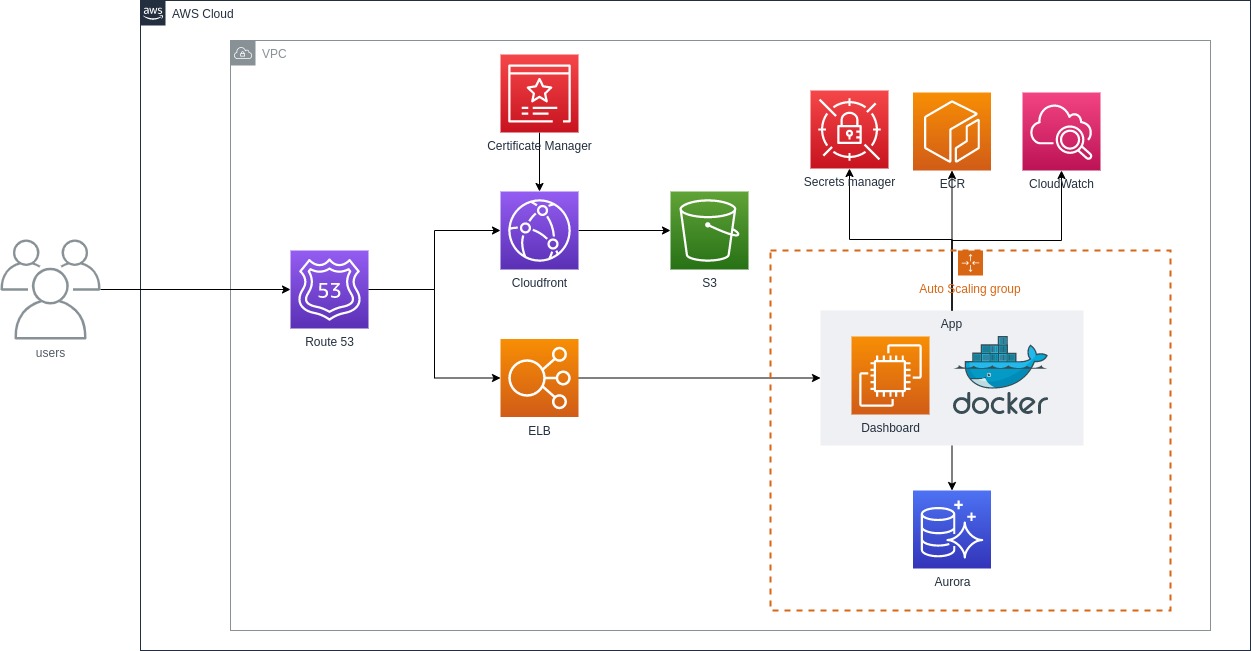 aws
AWS Cloud
VPC
Certificate Manager
Secrets manager
ECR
CloudWatch
Cloudfront
S3
Auto Scaling group
53
Route 53
users
App
docker
Dashboard
ELB
Aurora